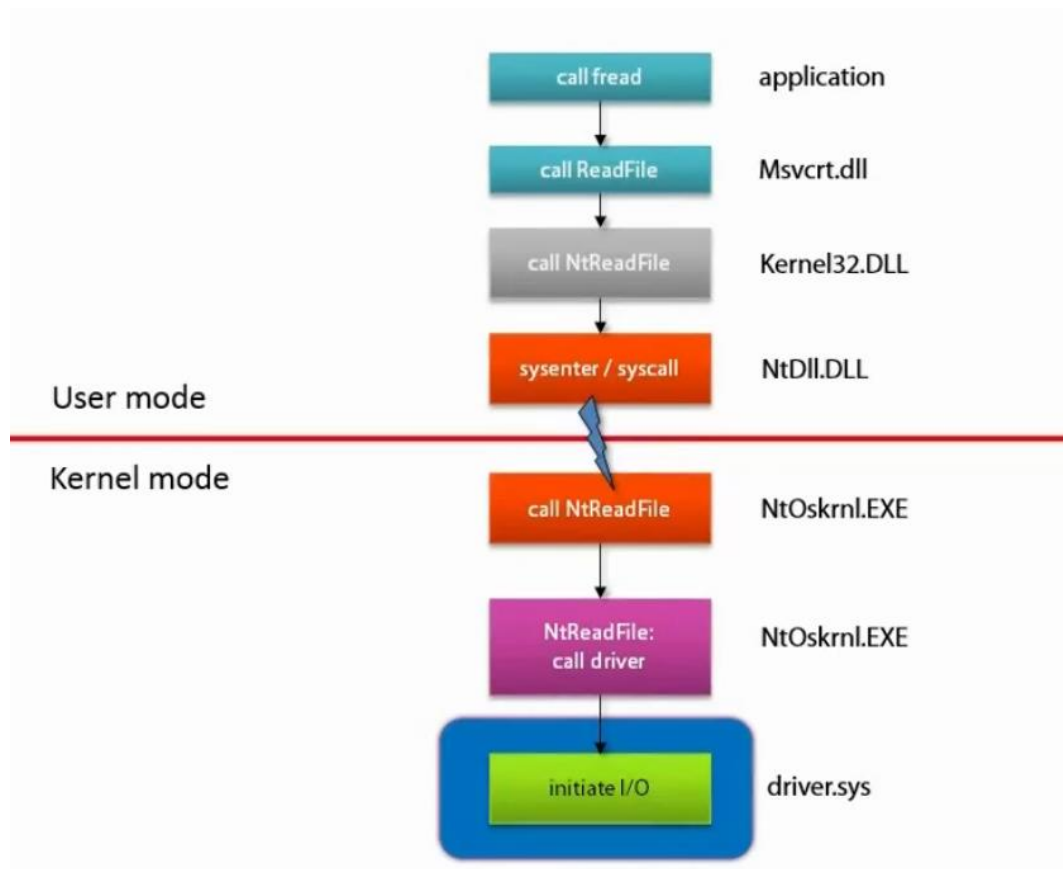 call fread
application
call ReadFile
Msvcrt.dll
call NtReadFile
Kernel32.DLL
sysenter / syscall
NtDll.DLL
User mode
Kernel mode
call NtReadFile
NtOskrnl.EXE
NtReadFile:
call driver
NtOskrnl.EXE
initiate I/O
driver.sys